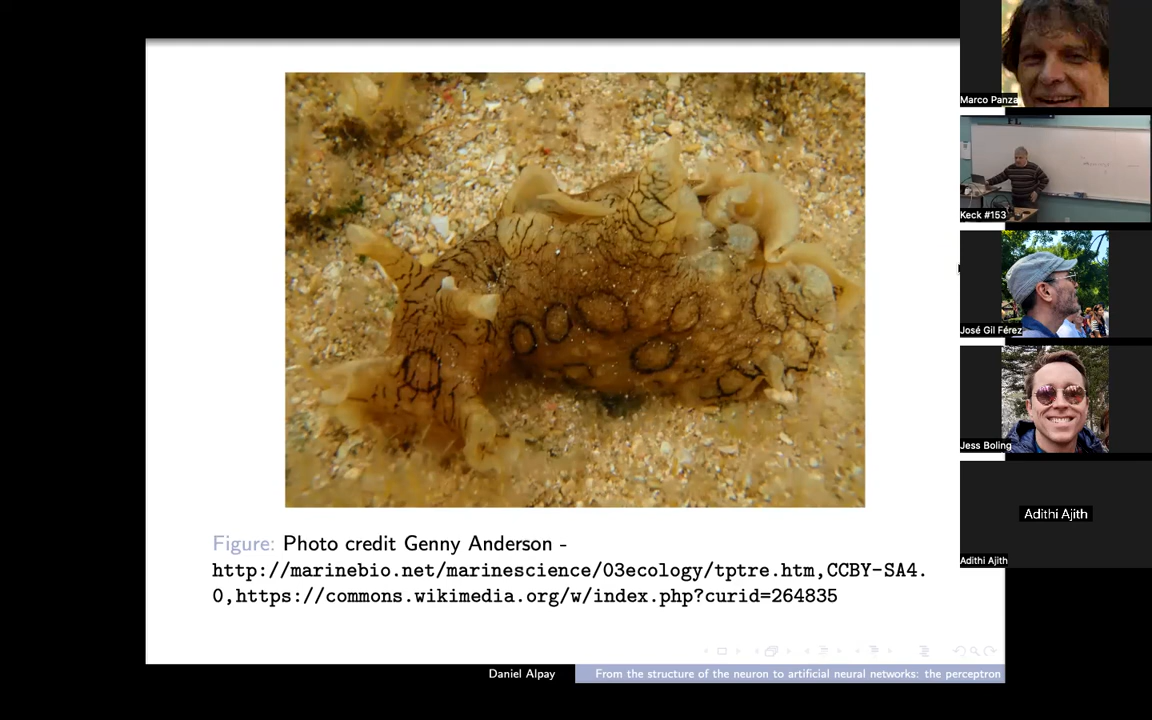 Figure: Photo credit Genny Anderson -
http://marinebio.net/marinescience/03ecology/tptre.htm,CCBY-SA4.
0,https://commons.wikimedia.org/w/index.php?curid=264835
Daniel Alpay
From the structure of the neuron to artificial neural networks: the perceptron
Marco Panza
Keck #153
José Gil Férez
Jess Boling
Adithi Ajith
Adithi Ajith